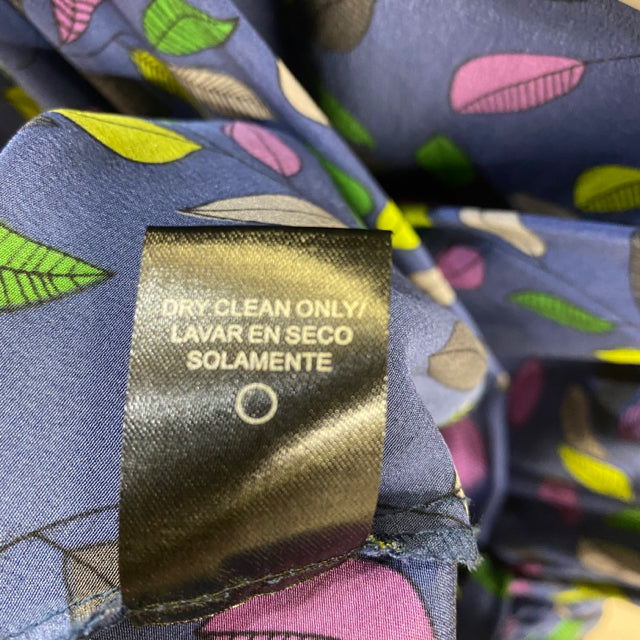 DRY CLEAN ONLY/
LAVAR EN SECO
SOLAMENTE